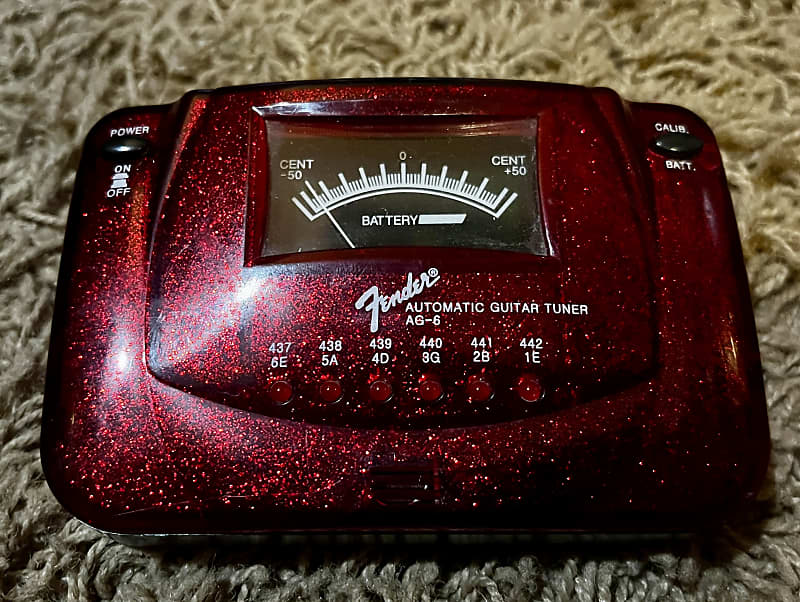 POWER
ON
OFF
CALIB.
BATT.
CENT
-50
0
CENT
+50
BATTERY
Fender®
AUTOMATIC GUITAR TUNER
AG-6
437 438 439 440 441 442
6E 5A 4D 3G 2B 1E